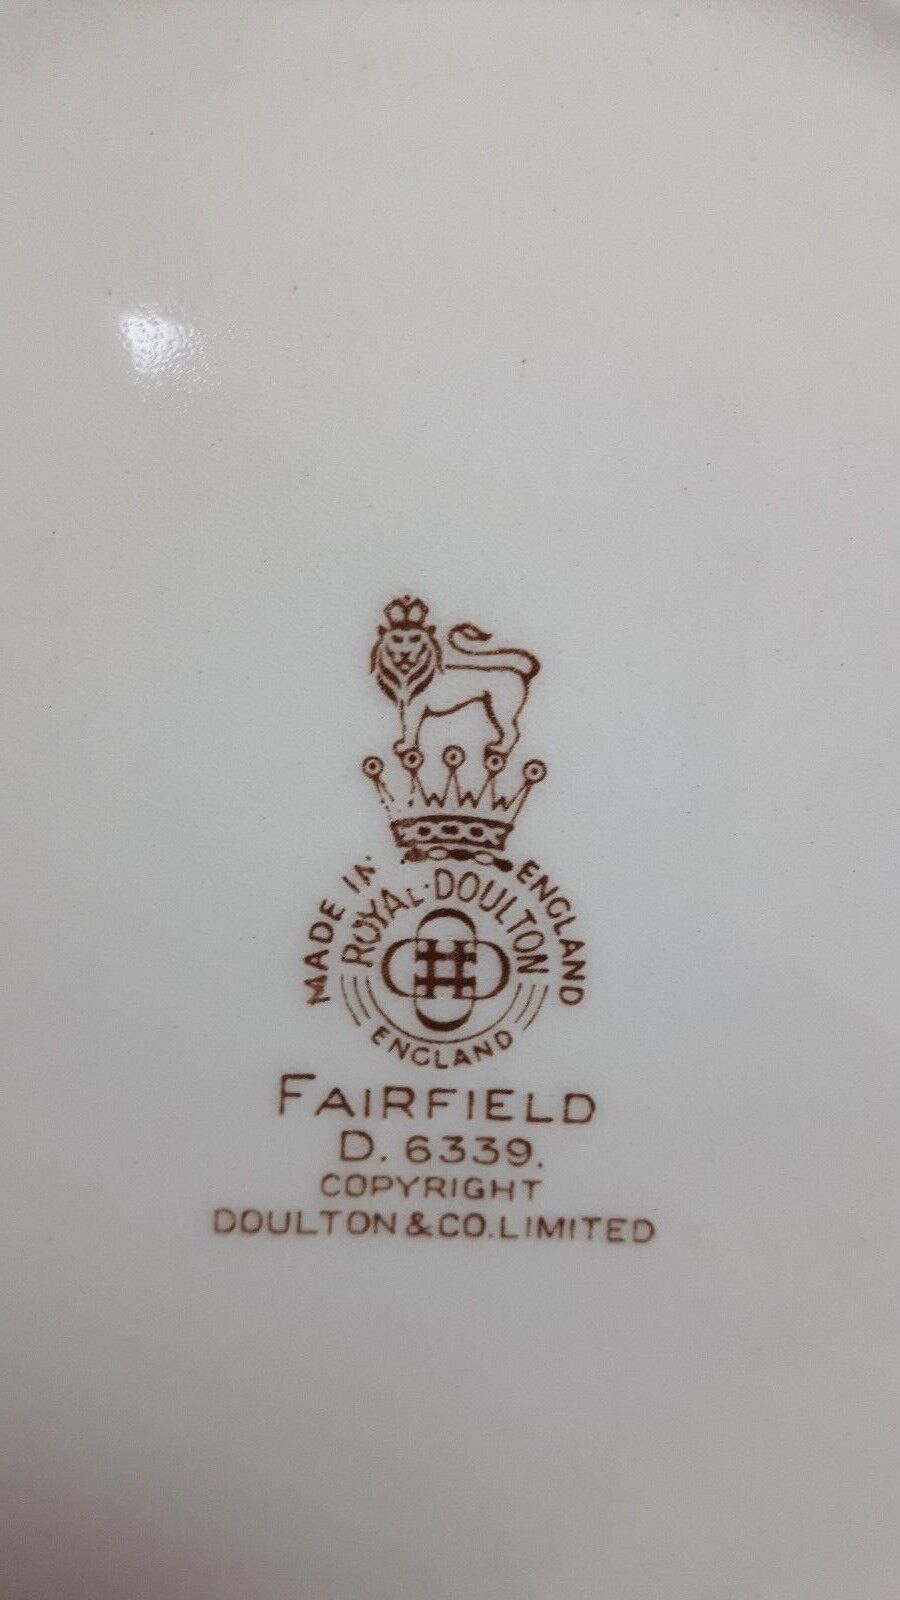 MADE IN ENGLAND
ROYAL·DOULTON
ENGLAND
FAIRFIELD
D. 6339.
COPYRIGHT
DOULTON & CO. LIMITED